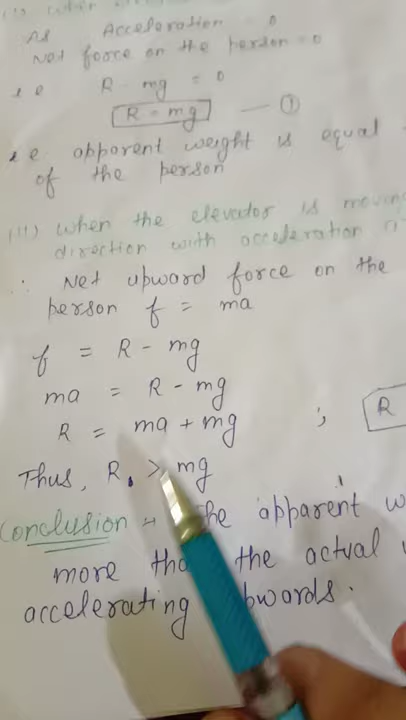 As Acceleration = 0
Net force on the person = 0
i.e R - mg = 0
R = mg — ①
i.e. apparent weight is equal
of the person
(II) when the elevator is moving
direction with acceleration
∴ Net upward force on the
person f = ma
f = R - mg
ma = R - mg
R = ma + mg ; R
Thus, R > mg
Conclusion :- The apparent
more than the actual
accelerating upwards.